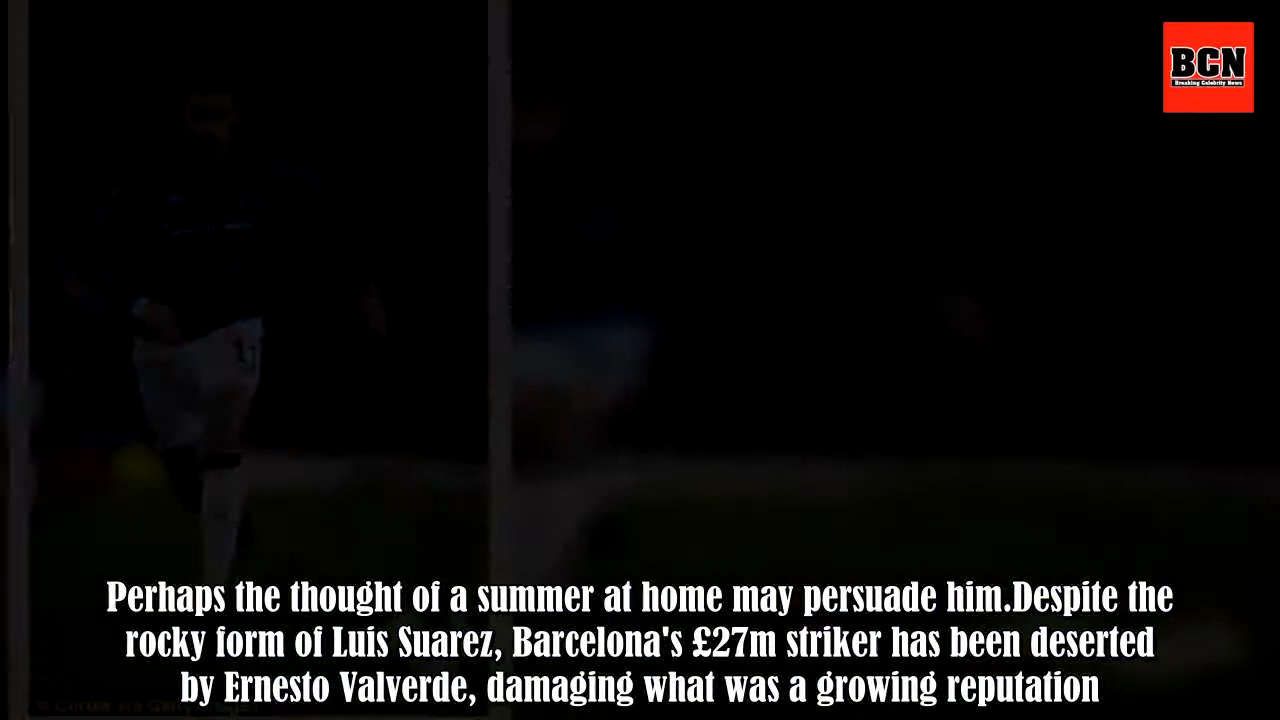 BCN
Breaking Celebrity News
Perhaps the thought of a summer at home may persuade him.Despite the
rocky form of Luis Suarez, Barcelona's £27m striker has been deserted
by Ernesto Valverde, damaging what was a growing reputation